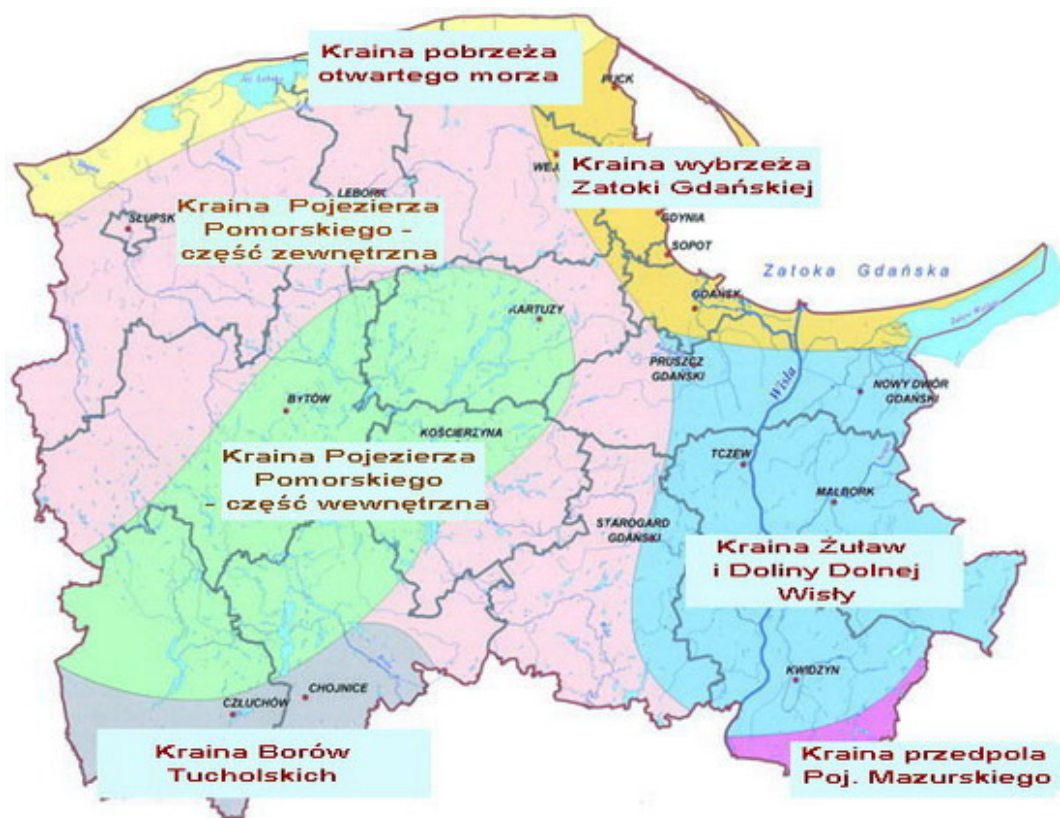 Kraina pobrzeża
otwartego morza
PUCK
Kraina wybrzeża
Zatoki Gdańskiej
LĘBORK
Kraina Pojezierza
Pomorskiego -
część zewnętrzna
SŁUPSK
GDYNIA
SOPOT
Zatoka Gdańska
GDAŃSK
KARTUZY
PRUSZCZ
GDAŃSKI
Wisła
NOWY DWÓR
GDAŃSKI
BYTÓW
KOŚCIERZYNA
Kraina Pojezierza
Pomorskiego
- część wewnętrzna
TCZEW
MALBORK
STAROGARD
GDAŃSKI
Kraina Żuław
i Doliny Dolnej
Wisły
KWIDZYN
CHOJNICE
CZŁUCHÓW
Kraina Borów
Tucholskich
Kraina przedpola
Poj. Mazurskiego